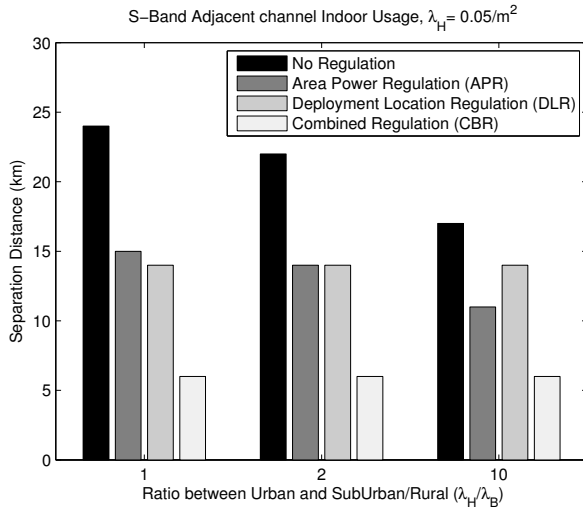 S−Band Adjacent channel Indoor Usage, λH= 0.05/m²
No Regulation
Area Power Regulation (APR)
Deployment Location Regulation (DLR)
Combined Regulation (CBR)
Separation Distance (km)
30
25
20
15
10
5
0
1 2 10
Ratio between Urban and SubUrban/Rural (λH/λB)